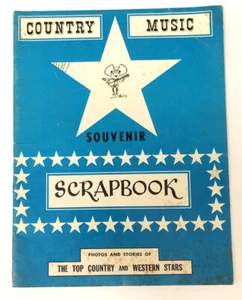 COUNTRY MUSIC
SOUVENIR
SCRAPBOOK
PHOTOS AND STORIES OF
THE TOP COUNTRY AND WESTERN STARS